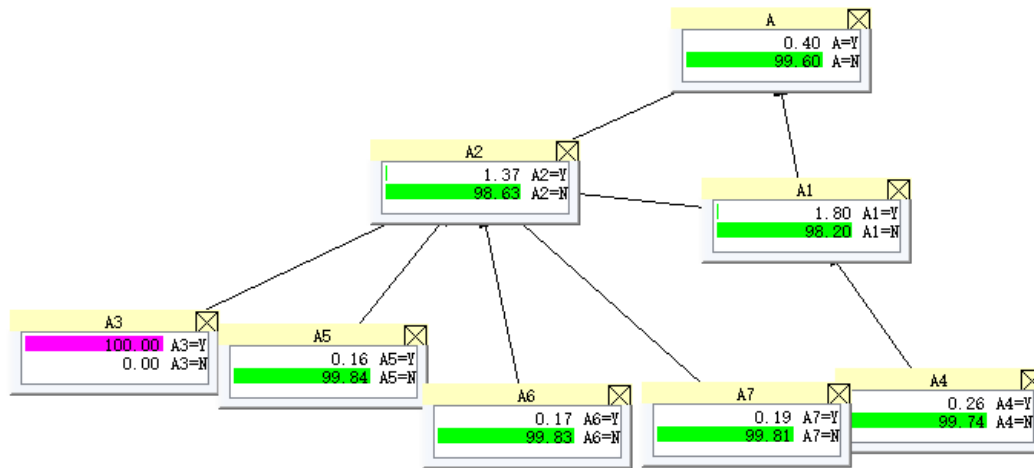 A
0.40 A=Y
99.60 A=N
A2
1.37 A2=Y
98.63 A2=N
A1
1.80 A1=Y
98.20 A1=N
A3
100.00 A3=Y
0.00 A3=N
A5
0.16 A5=Y
99.84 A5=N
A6
0.17 A6=Y
99.83 A6=N
A7
0.19 A7=Y
99.81 A7=N
A4
0.26 A4=Y
99.74 A4=N